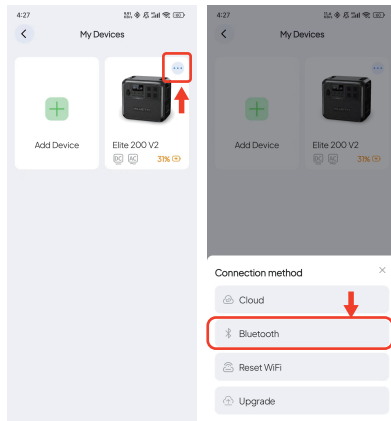 4:27
My Devices
Add Device
Elite 200 V2
DC AC 31%
4:27
My Devices
Add Device
Elite 200 V2
DC AC 31%
Connection method
Cloud
Bluetooth
Reset WiFi
Upgrade